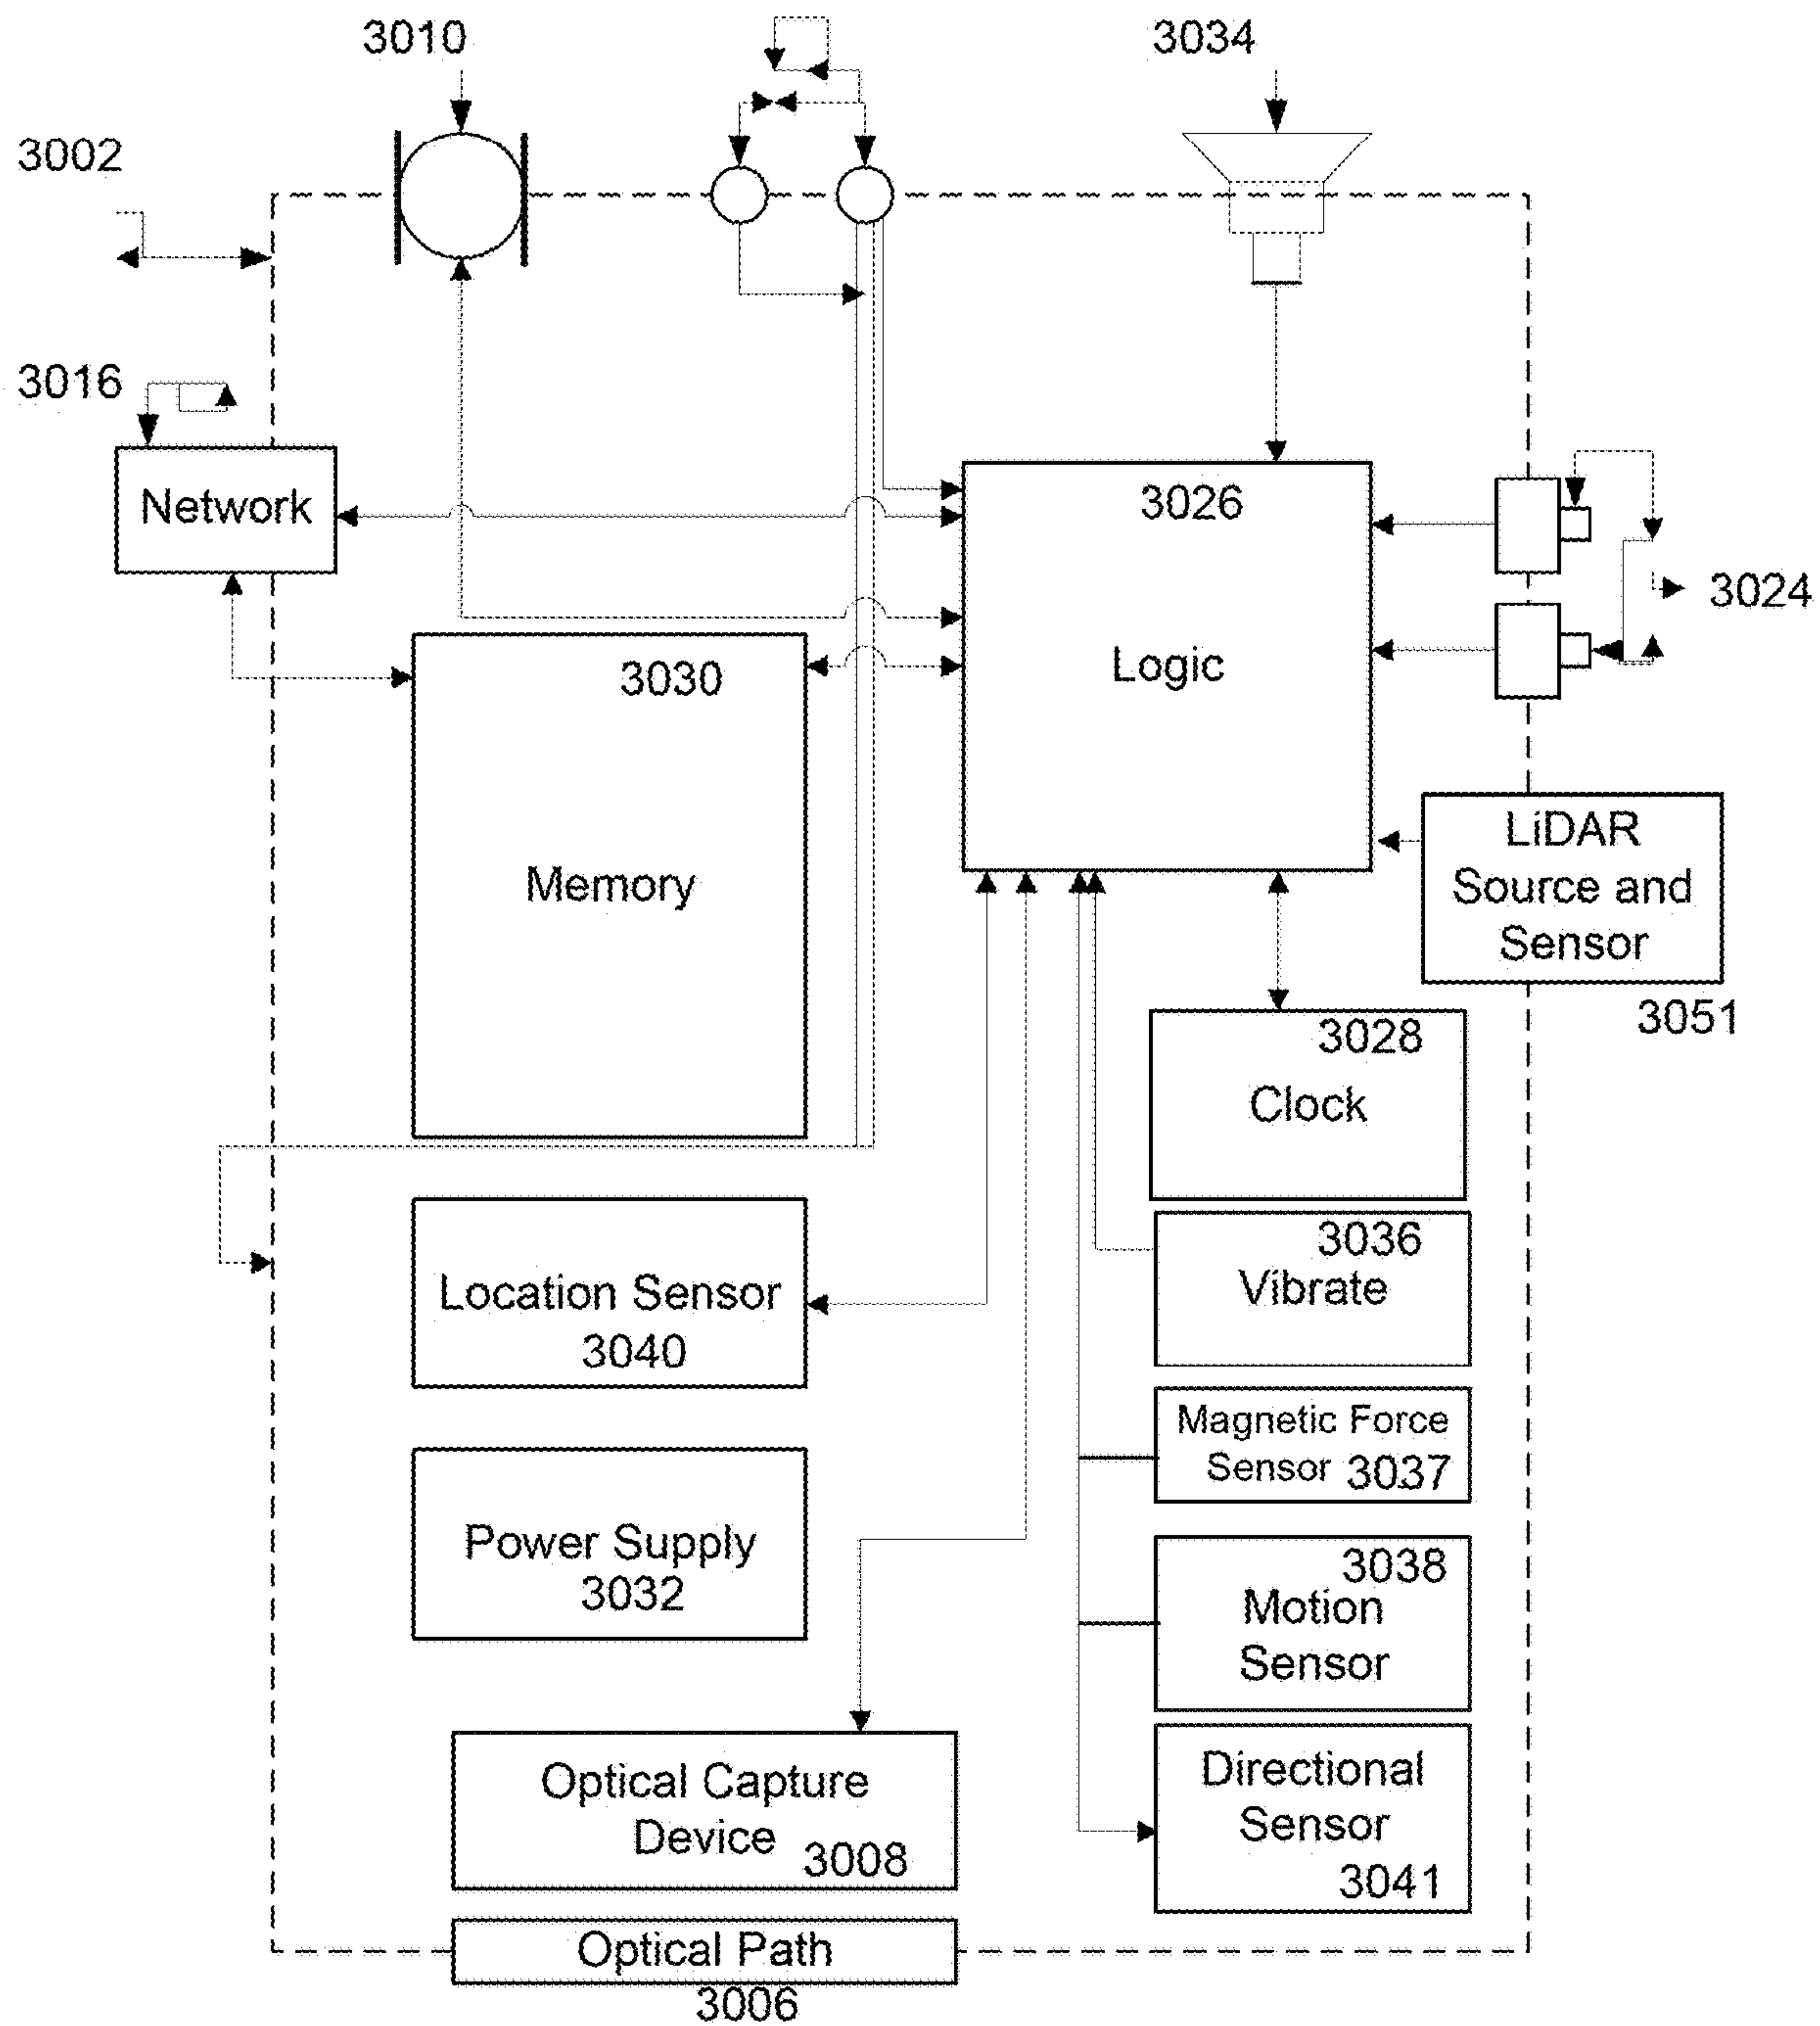 3010
3034
3002
3016
Network
3026
Logic
3024
3030
Memory
LiDAR
Source and
Sensor
3051
3028
Clock
3036
Vibrate
Location Sensor
3040
Magnetic Force
Sensor 3037
Power Supply
3032
3038
Motion
Sensor
Optical Capture
Device 3008
Directional
Sensor
3041
Optical Path
3006